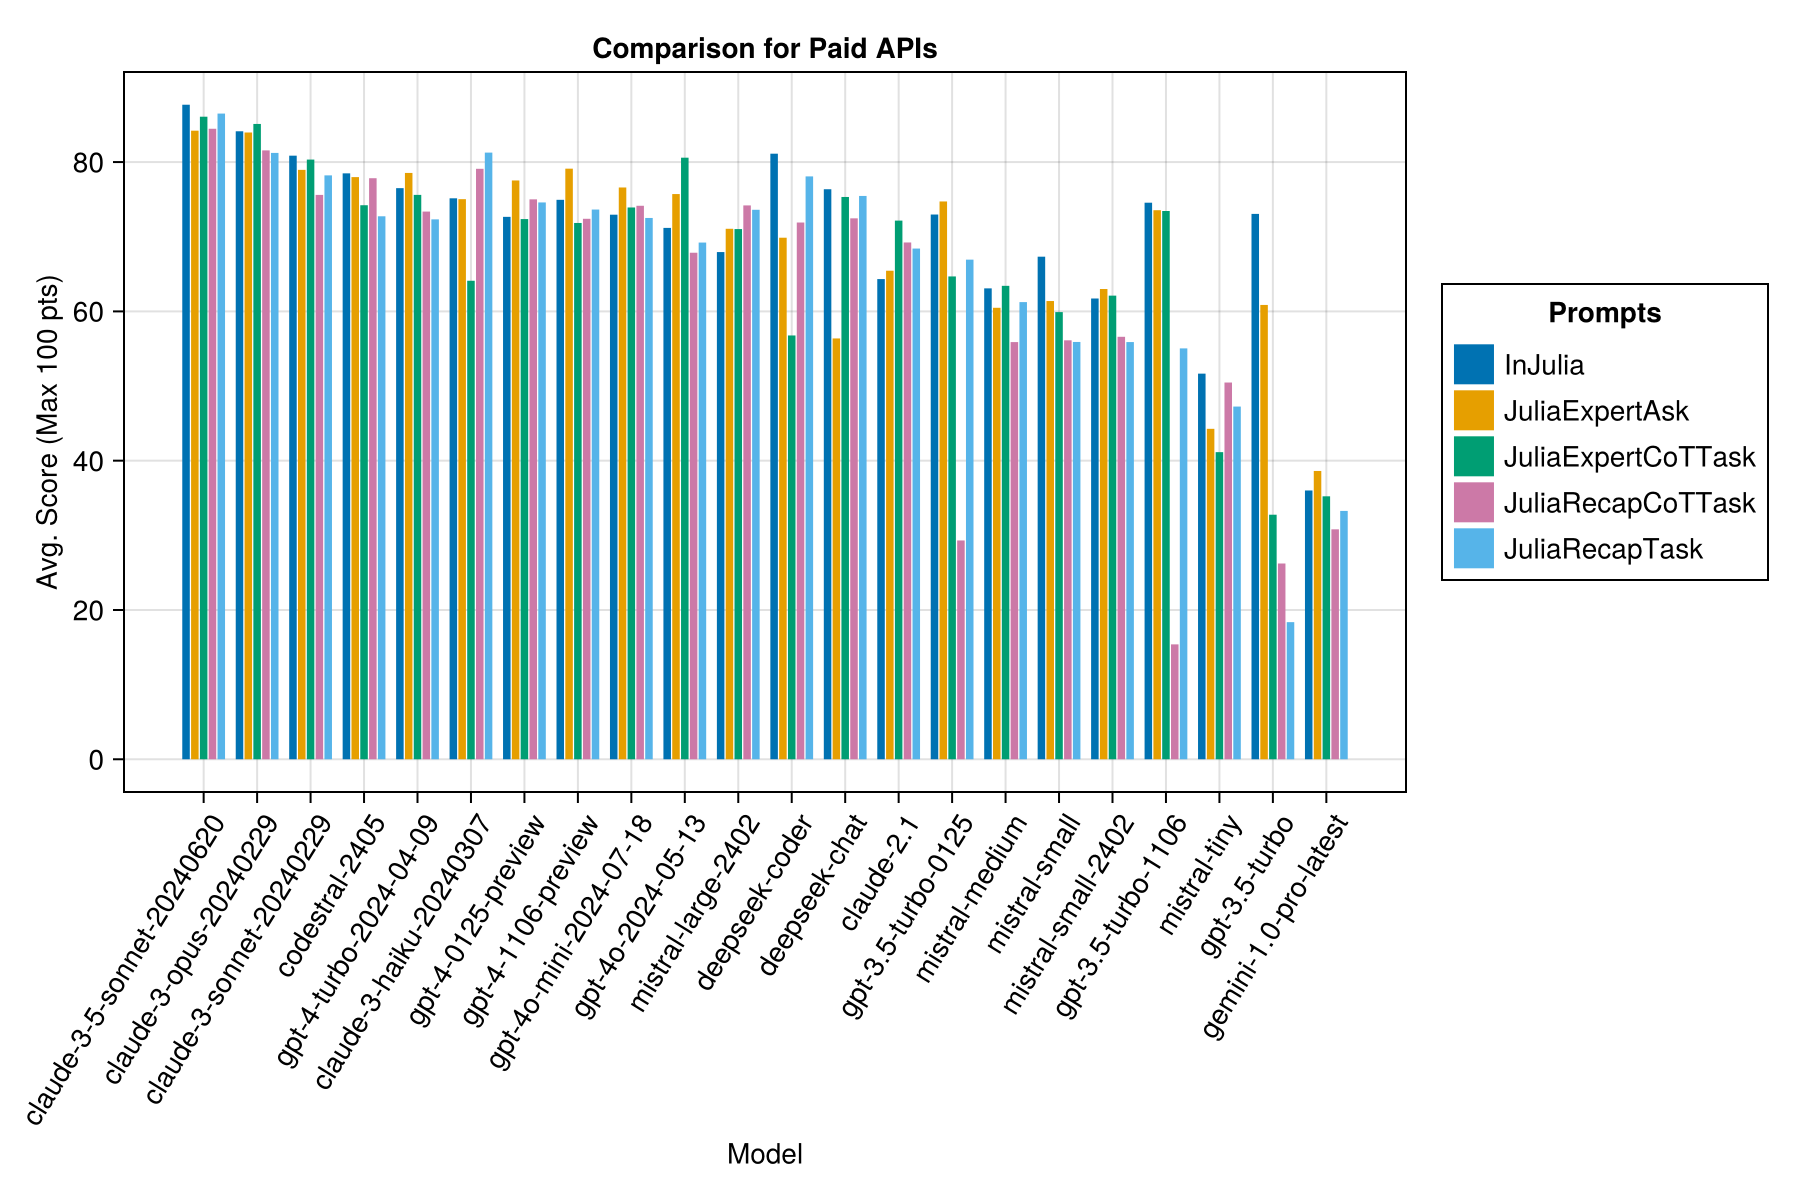 Comparison for Paid APIs
Avg. Score (Max 100 pts)
80
60
40
20
0
claude-3-5-sonnet-20240620
claude-3-opus-20240229
claude-3-sonnet-20240229
codestral-2405
gpt-4-turbo-2024-04-09
claude-3-haiku-20240307
gpt-4-0125-preview
gpt-4-1106-preview
gpt-4o-mini-2024-07-18
gpt-4o-2024-05-13
mistral-large-2402
deepseek-coder
deepseek-chat
claude-2.1
gpt-3.5-turbo-0125
mistral-medium
mistral-small
mistral-small-2402
gpt-3.5-turbo-1106
mistral-tiny
gpt-3.5-turbo
gemini-1.0-pro-latest
Model
Prompts
InJulia
JuliaExpertAsk
JuliaExpertCoTTask
JuliaRecapCoTTask
JuliaRecapTask